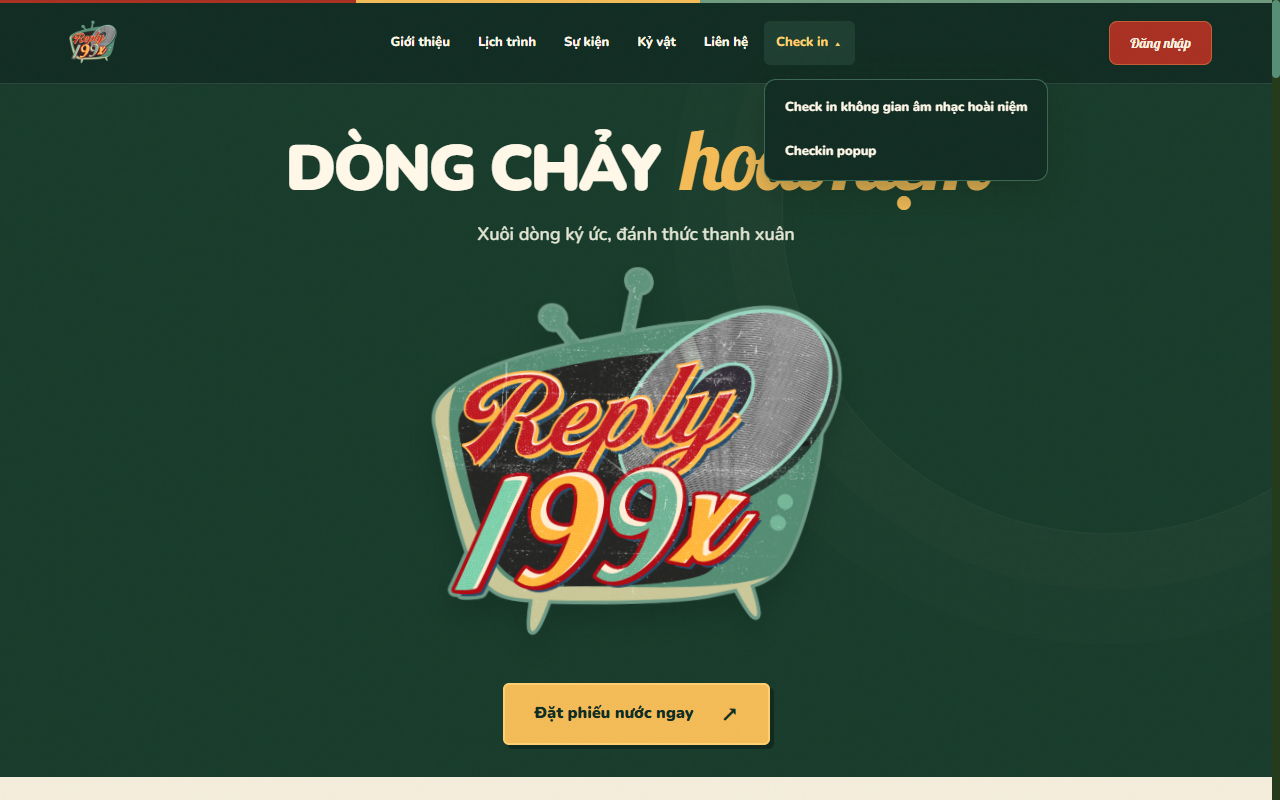 Reply
199x
Giới thiệu
Lịch trình
Sự kiện
Kỷ vật
Liên hệ
Check in
Đăng nhập
Check in không gian âm nhạc hoài niệm
Checkin popup
DÒNG CHẢY
Xuôi dòng ký ức, đánh thức thanh xuân
Reply
199x
Đặt phiếu nước ngay ↗